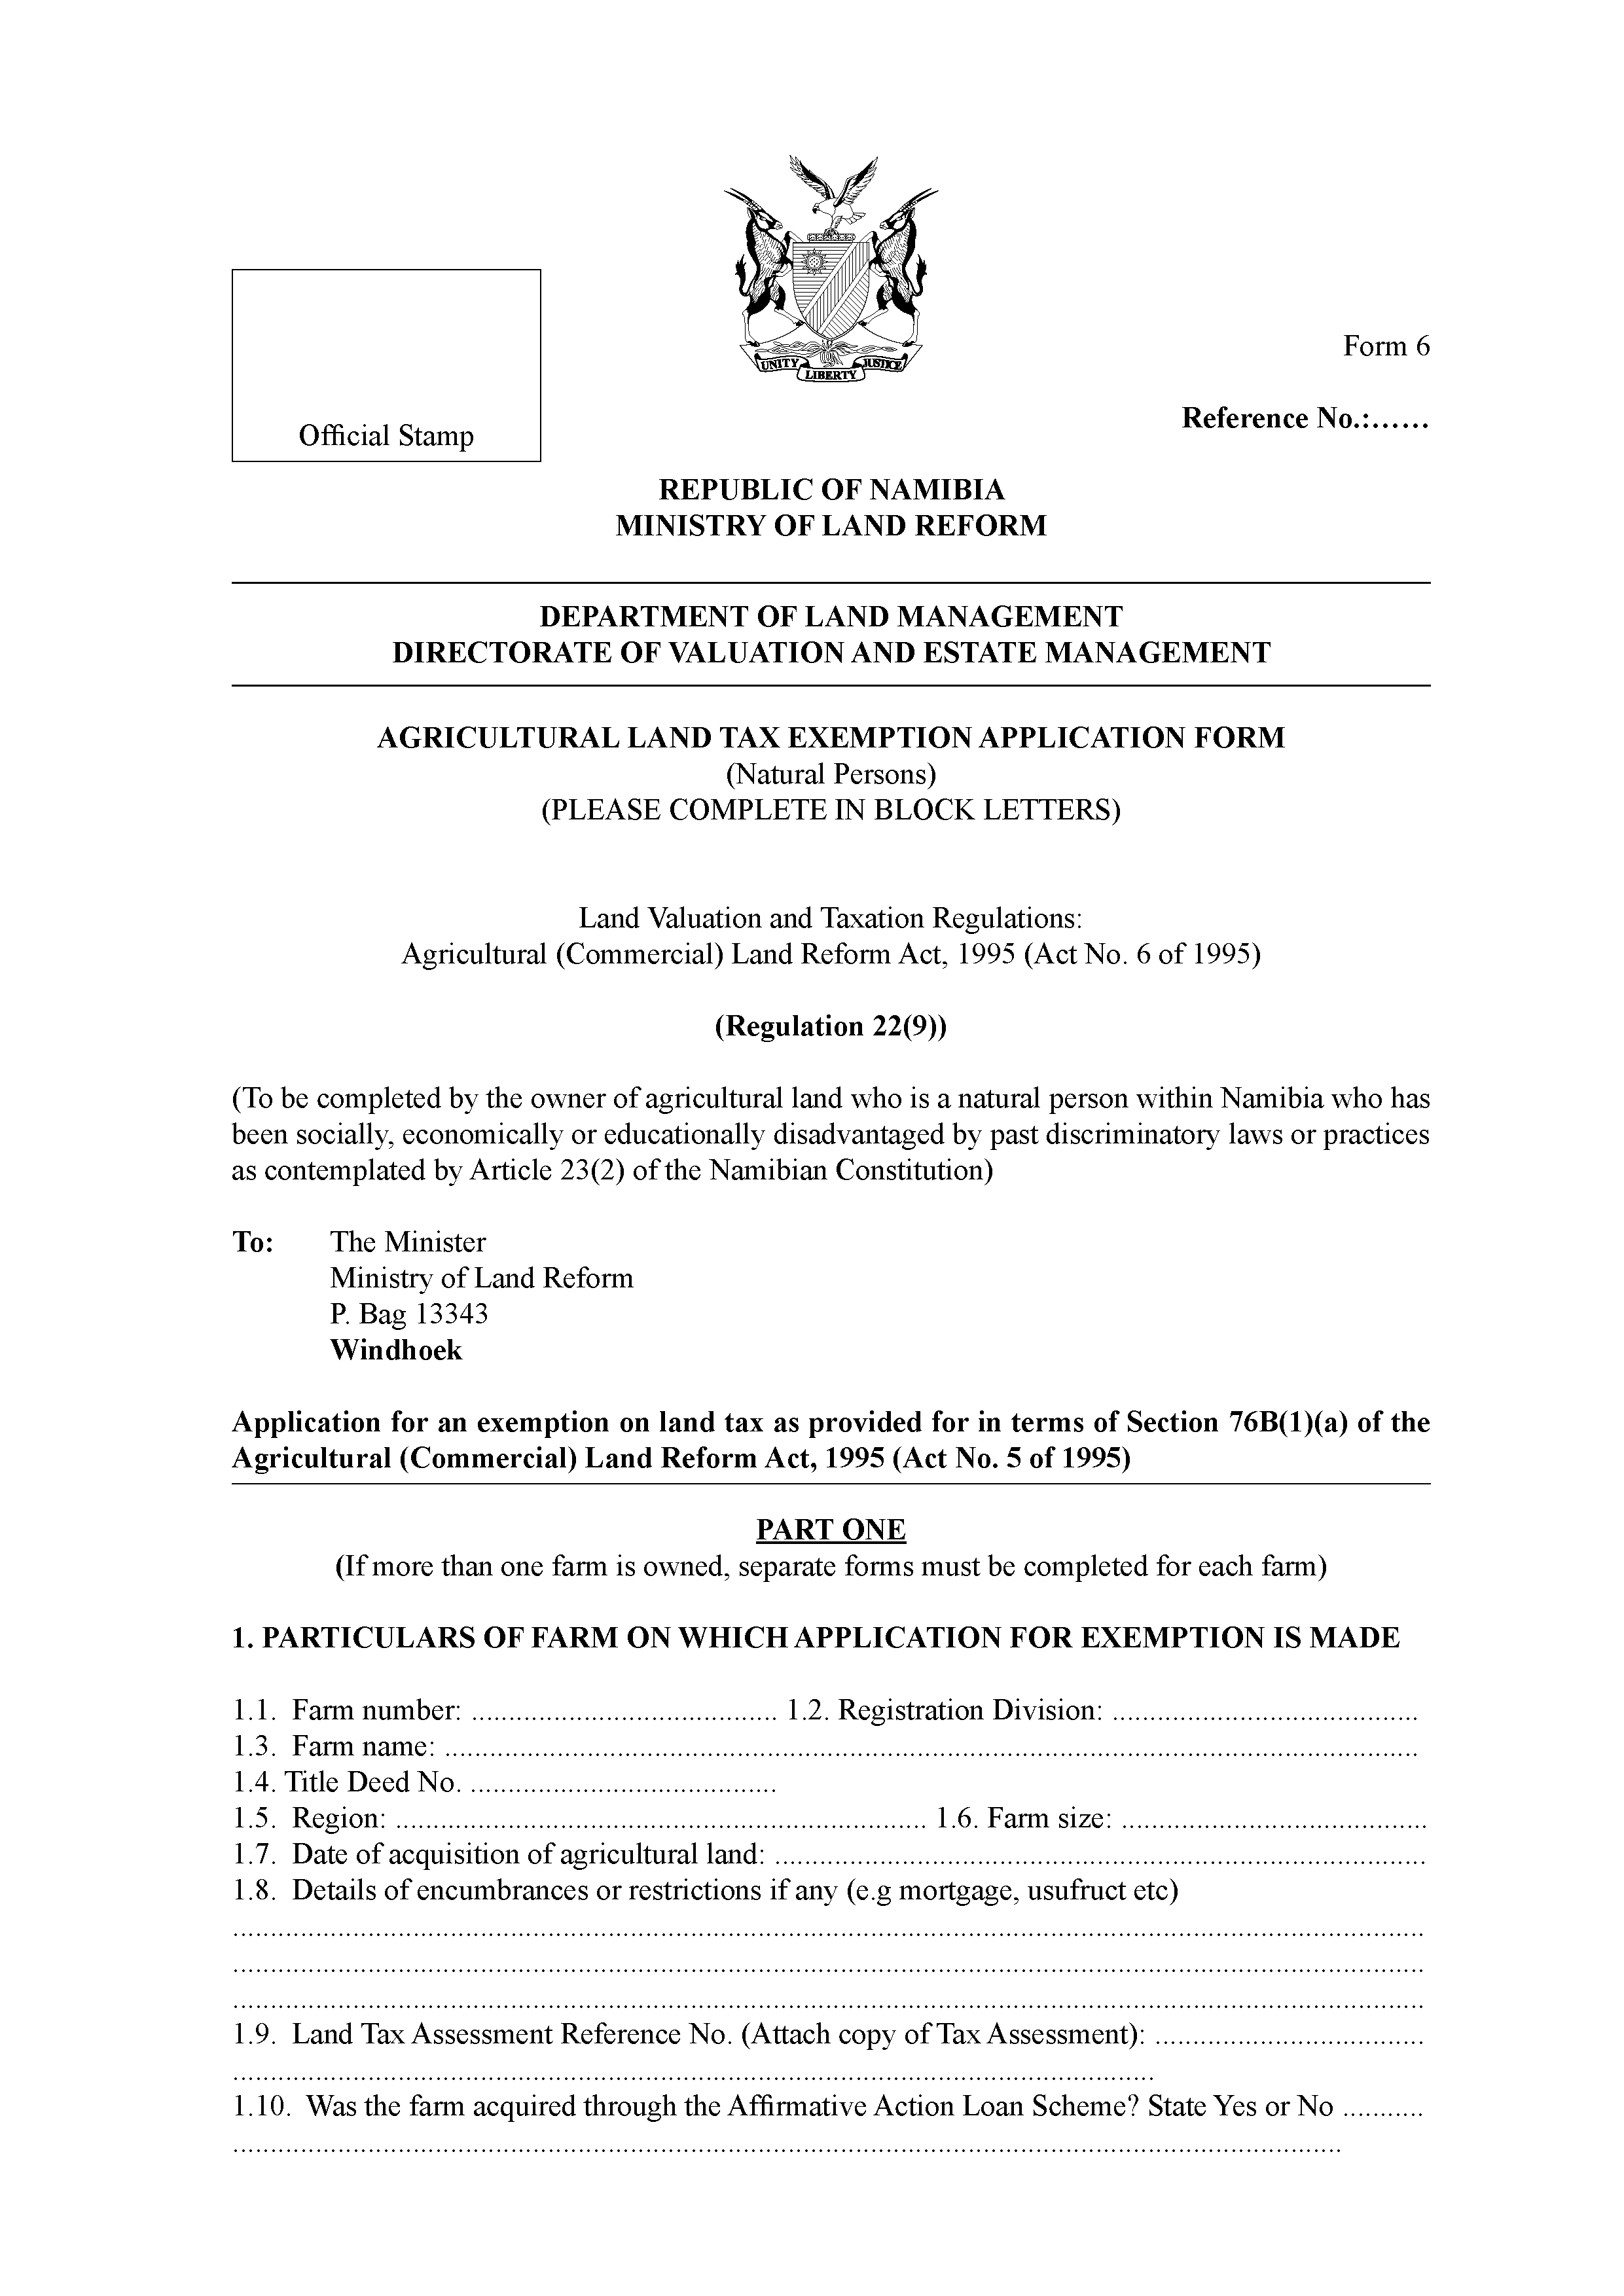 UNITY LIBERTY JUSTICE
Form 6
Official Stamp
Reference No.:......
REPUBLIC OF NAMIBIA
MINISTRY OF LAND REFORM
DEPARTMENT OF LAND MANAGEMENT
DIRECTORATE OF VALUATION AND ESTATE MANAGEMENT
AGRICULTURAL LAND TAX EXEMPTION APPLICATION FORM
(Natural Persons)
(PLEASE COMPLETE IN BLOCK LETTERS)
Land Valuation and Taxation Regulations:
Agricultural (Commercial) Land Reform Act, 1995 (Act No. 6 of 1995)
(Regulation 22(9))
(To be completed by the owner of agricultural land who is a natural person within Namibia who has
been socially, economically or educationally disadvantaged by past discriminatory laws or practices
as contemplated by Article 23(2) of the Namibian Constitution)
To: The Minister
Ministry of Land Reform
P. Bag 13343
Windhoek
Application for an exemption on land tax as provided for in terms of Section 76B(1)(a) of the
Agricultural (Commercial) Land Reform Act, 1995 (Act No. 5 of 1995)
PART ONE
(If more than one farm is owned, separate forms must be completed for each farm)
1. PARTICULARS OF FARM ON WHICH APPLICATION FOR EXEMPTION IS MADE
1.1. Farm number: ......................................... 1.2. Registration Division: .........................................
1.3. Farm name: ..................................................................................................................................
1.4. Title Deed No. .........................................
1.5. Region: ....................................................................... 1.6. Farm size: .........................................
1.7. Date of acquisition of agricultural land: .......................................................................................
1.8. Details of encumbrances or restrictions if any (e.g mortgage, usufruct etc)
...............................................................................................................................................................
...............................................................................................................................................................
...............................................................................................................................................................
1.9. Land Tax Assessment Reference No. (Attach copy of Tax Assessment): ....................................
...........................................................................................................................
1.10. Was the farm acquired through the Affirmative Action Loan Scheme? State Yes or No ...........
....................................................................................................................................................